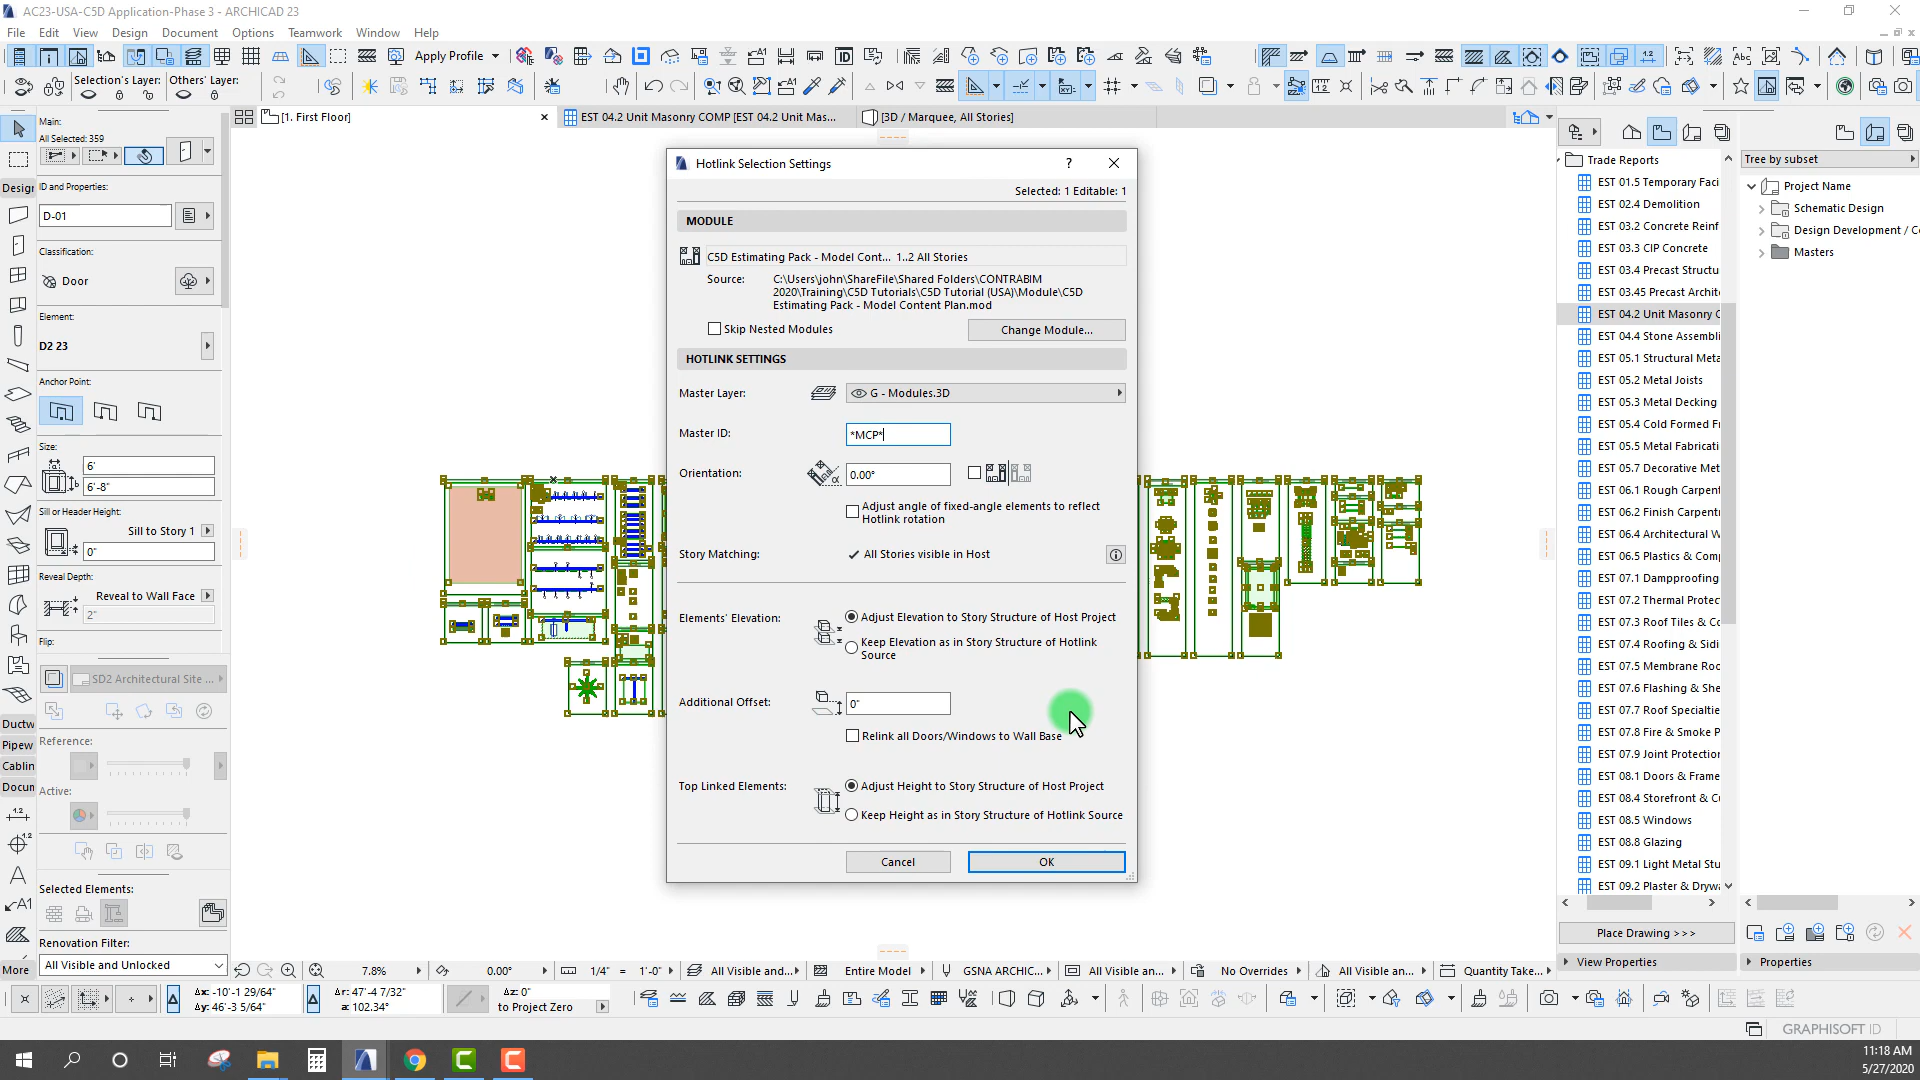 AC23-USA-C5D Application-Phase 3 - ARCHICAD 23
File Edit View Design Document Options Teamwork Window Help
Apply Profile
Selection's Layer: Others' Layer:
[1. First Floor]
EST 04.2 Unit Masonry COMP [EST 04.2 Unit Mas...
[3D / Marquee, All Stories]
Main:
All Selected: 359
Design
ID and Properties:
D-01
Classification:
Door
Element:
D2 23
Anchor Point:
Size:
6'
6'-8"
Sill or Header Height:
Sill to Story 1
0"
Reveal Depth:
Reveal to Wall Face
2"
Flip:
SD2 Architectural Site ...
Ductw
Pipew
Cablin
Docun
More
Reference:
Active:
Selected Elements:
Renovation Filter:
All Visible and Unlocked
Hotlink Selection Settings
?
Selected: 1 Editable: 1
MODULE
C5D Estimating Pack - Model Cont... 1..2 All Stories
Source: C:\Users\john\ShareFile\Shared Folders\CONTRABIM
2020\Training\C5D Tutorials\C5D Tutorial (USA)\Module\C5D
Estimating Pack - Model Content Plan.mod
Skip Nested Modules
Change Module...
HOTLINK SETTINGS
Master Layer: G - Modules.3D
Master ID: *MCP*
Orientation: 0.00°
Adjust angle of fixed-angle elements to reflect
Hotlink rotation
Story Matching: All Stories visible in Host
Elements' Elevation: Adjust Elevation to Story Structure of Host Project
Keep Elevation as in Story Structure of Hotlink
Source
Additional Offset: 0"
Relink all Doors/Windows to Wall Base
Top Linked Elements: Adjust Height to Story Structure of Host Project
Keep Height as in Story Structure of Hotlink Source
Cancel
OK
Trade Reports
EST 01.5 Temporary Faci
EST 02.4 Demolition
EST 03.2 Concrete Reinf
EST 03.3 CIP Concrete
EST 03.4 Precast Structu
EST 03.45 Precast Archite
EST 04.2 Unit Masonry C
EST 04.4 Stone Assembli
EST 05.1 Structural Meta
EST 05.2 Metal Joists
EST 05.3 Metal Decking
EST 05.4 Cold Formed Fr
EST 05.5 Metal Fabricati
EST 05.7 Decorative Met
EST 06.1 Rough Carpent
EST 06.2 Finish Carpentr
EST 06.4 Architectural W
EST 06.5 Plastics & Comp
EST 07.1 Dampproofing
EST 07.2 Thermal Protec
EST 07.3 Roof Tiles & Co
EST 07.4 Roofing & Sidi
EST 07.5 Membrane Roo
EST 07.6 Flashing & She
EST 07.7 Roof Specialtie
EST 07.8 Fire & Smoke P
EST 07.9 Joint Protection
EST 08.1 Doors & Frame
EST 08.4 Storefront & Cu
EST 08.5 Windows
EST 08.8 Glazing
EST 09.1 Light Metal Stu
EST 09.2 Plaster & Drywa
Place Drawing >>>
View Properties
Tree by subset
Project Name
Schematic Design
Design Development / C
Masters
Properties
7.8% 0.00° 1/4" = 1'-0" All Visible and... Entire Model GSNA ARCHIC... All Visible an... No Overrides All Visible an... Quantity Take...
Δx: -10'-1 29/64"
Δy: 46'-3 5/64"
Δr: 47'-4 7/32"
a: 102.34°
Δz: 0"
to Project Zero
GRAPHISOFT ID
11:18 AM
5/27/2020